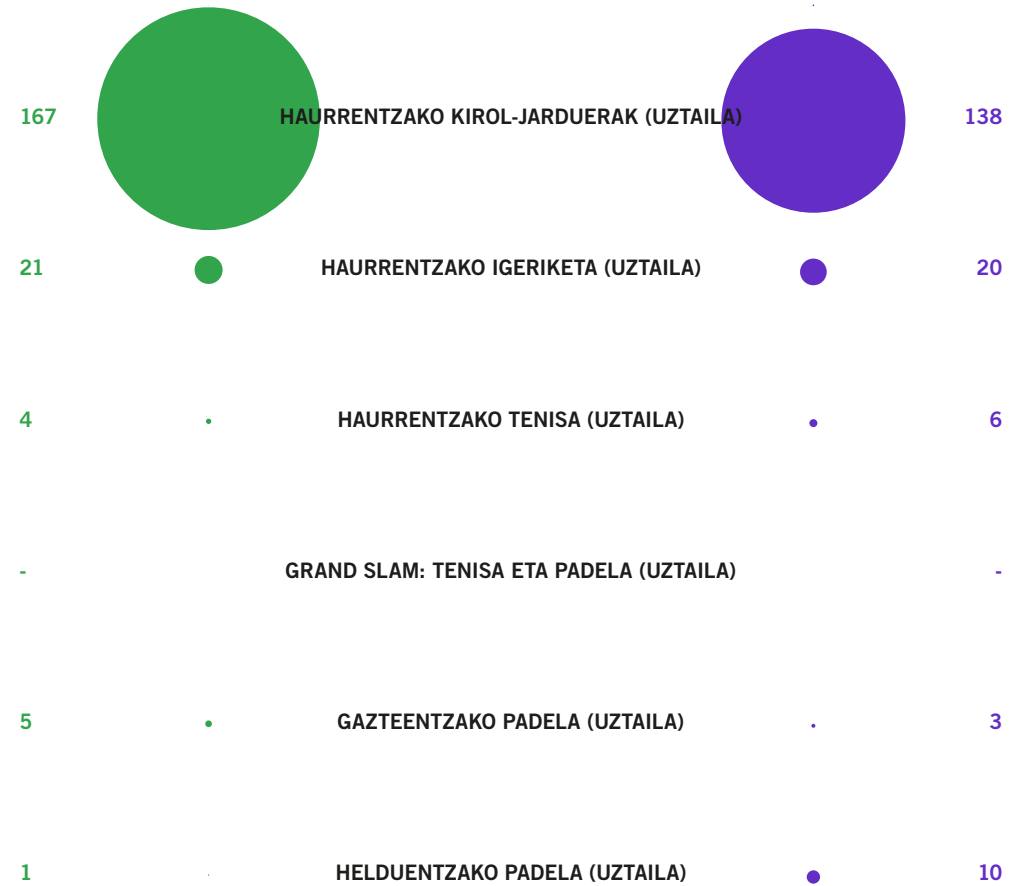 167 HAURRENTZAKO KIROL-JARDUERAK (UZTAILA) 138
21 HAURRENTZAKO IGERIKETA (UZTAILA) 20
4 HAURRENTZAKO TENISA (UZTAILA) 6
- GRAND SLAM: TENISA ETA PADELA (UZTAILA) -
5 GAZTEENTZAKO PADELA (UZTAILA) 3
1 HELDUENTZAKO PADELA (UZTAILA) 10